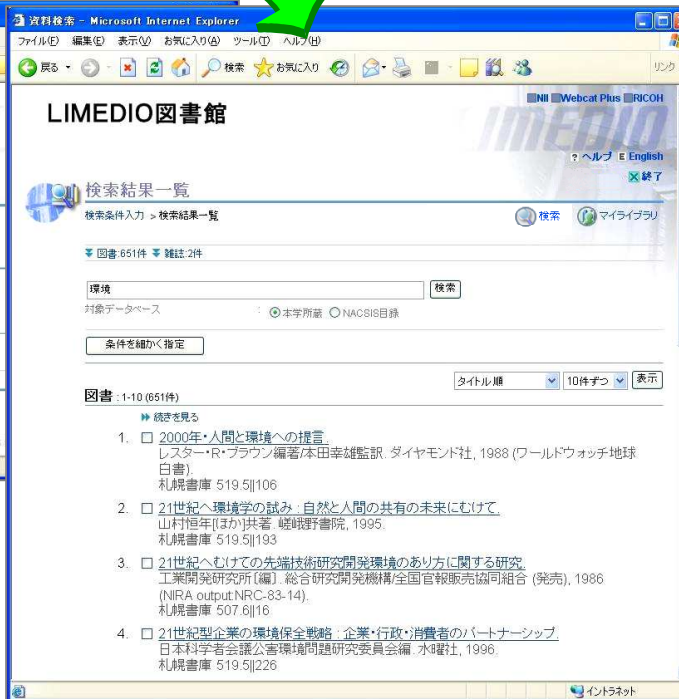 資料検索 - Microsoft Internet Explorer
ファイル(F) 編集(E) 表示(V) お気に入り(A) ツール(T) ヘルプ(H)
戻る 検索 お気に入り リンク
NII Webcat Plus RICOH
LIMEDIO図書館
IMEDIO
? ヘルプ E English
終了
検索結果一覧
検索条件入力 > 検索結果一覧 検索 マイライブラリ
図書:651件 雑誌:2件
環境 検索
対象データベース : 本学所蔵 NACSIS目録
条件を細かく指定
タイトル順 10件ずつ 表示
図書 : 1-10 (651件)
続きを見る
1. 2000年・人間と環境への提言.
レスター・R・ブラウン編著/本田幸雄監訳. ダイヤモンド社, 1988 (ワールドウォッチ地球
白書).
札幌書庫 519.5||106
2. 21世紀へ環境学の試み : 自然と人間の共有の未来にむけて.
山村恒年[ほか]共著. 嵯峨野書院, 1995.
札幌書庫 519.5||193
3. 21世紀へむけての先端技術研究開発環境のあり方に関する研究.
工業開発研究所〔編〕. 総合研究開発機構/全国官報販売協同組合 (発売), 1986
(NIRA output:NRC-83-14).
札幌書庫 507.6||16
4. 21世紀型企業の環境保全戦略 : 企業・行政・消費者のパートナーシップ.
日本科学者会議公害環境問題研究委員会編. 水曜社, 1996.
札幌書庫 519.5||226
イントラネット